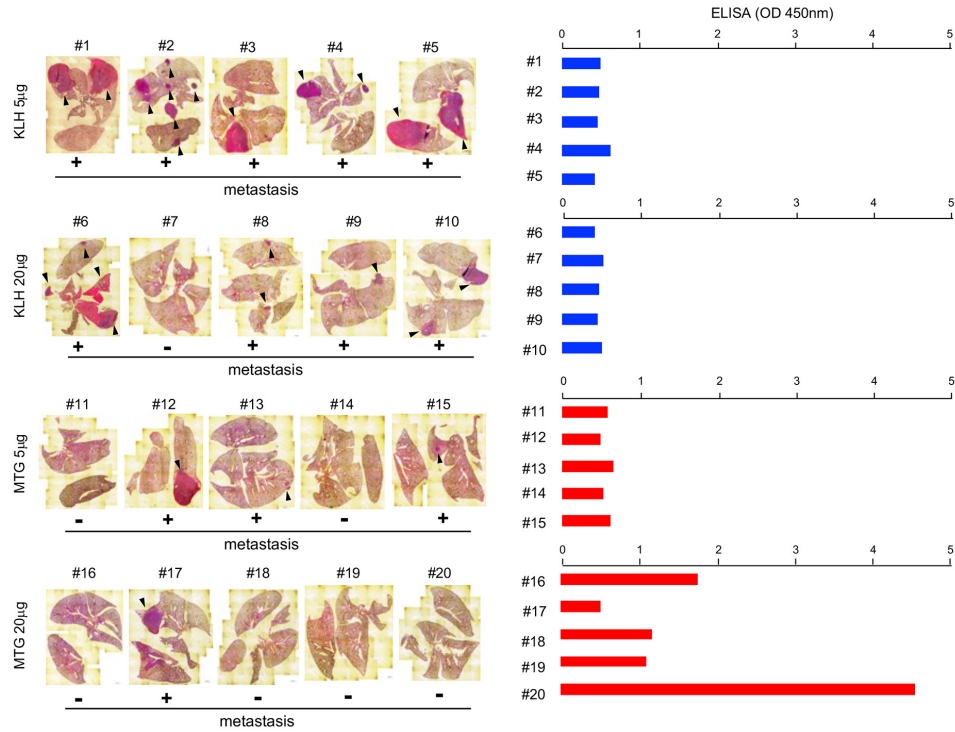 ELISA (OD 450nm)
#1 #2 #3 #4 #5
KLH 5µg
+ + + + +
metastasis
0 1 2 3 4 5
#1
#2
#3
#4
#5
#6 #7 #8 #9 #10
KLH 20µg
+ - + + +
metastasis
0 1 2 3 4 5
#6
#7
#8
#9
#10
#11 #12 #13 #14 #15
MTG 5µg
- + + - +
metastasis
0 1 2 3 4 5
#11
#12
#13
#14
#15
#16 #17 #18 #19 #20
MTG 20µg
- + - - -
metastasis
0 1 2 3 4 5
#16
#17
#18
#19
#20